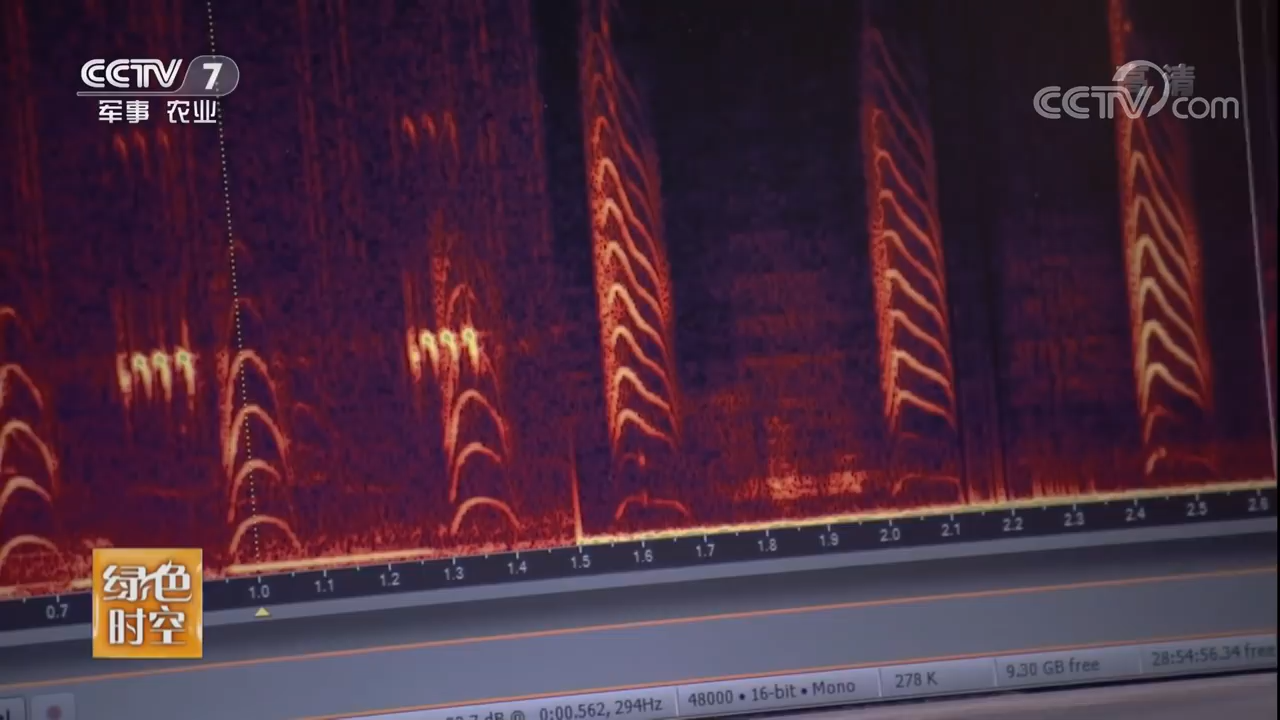 CCTV 7
军事 农业
高清
CCTV com
0.7 1.0 1.1 1.2 1.3 1.4 1.5 1.6 1.7 1.8 1.9 2.0 2.1 2.2 2.3 2.4 2.5 2.6
绿色
时空
dB @ 0:00.562, 294Hz
48000 • 16-bit • Mono
278 K
9.30 GB free
28:54:56.34 free